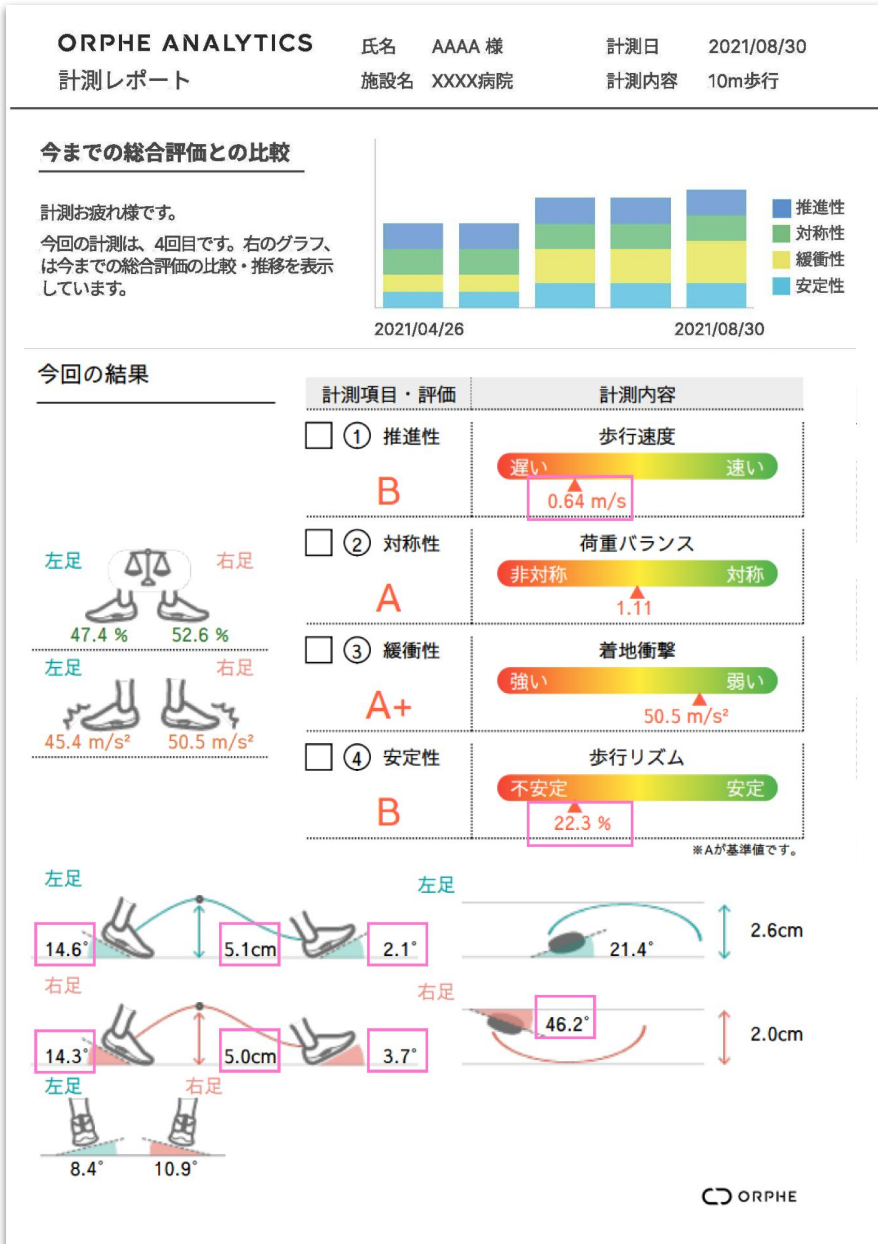 ORPHE ANALYTICS
計測レポート
氏名 AAAA 様
施設名 XXXX病院
計測日 2021/08/30
計測内容 10m歩行
今までの総合評価との比較
計測お疲れ様です。
今回の計測は、4回目です。右のグラフ、
は今までの総合評価の比較・推移を表示
しています。
推進性
対称性
緩衝性
安定性
2021/04/26 2021/08/30
今回の結果
計測項目・評価 計測内容
① 推進性 歩行速度
遅い 速い
B
0.64 m/s
② 対称性 荷重バランス
非対称 対称
A
1.11
③ 緩衝性 着地衝撃
強い 弱い
A+
50.5 m/s²
④ 安定性 歩行リズム
不安定 安定
B
22.3 %
※Aが基準値です。
左足 右足
47.4 % 52.6 %
左足 右足
45.4 m/s² 50.5 m/s²
左足
14.6° 5.1cm 2.1°
左足
21.4° 2.6cm
右足
14.3° 5.0cm 3.7°
右足
46.2° 2.0cm
左足 右足
8.4° 10.9°
ORPHE